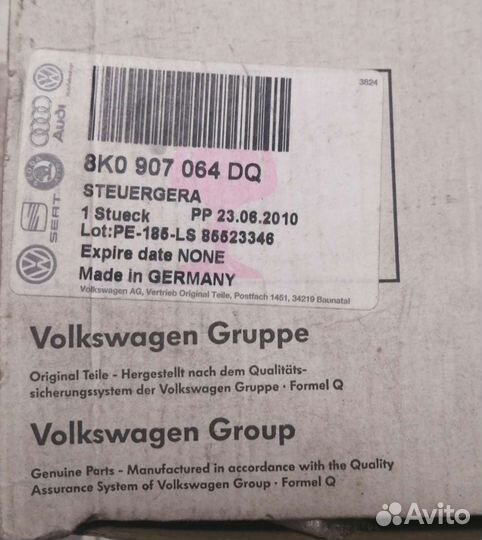 3824
Audi
SEAT
8K0 907 064 DQ
STEUERGERA
1 Stueck PP 23.06.2010
Lot:PE-185-LS 85523346
Expire date NONE
Made in GERMANY
Volkswagen AG, Vertrieb Original Teile, Postfach 1451, 34219 Baunatal
Volkswagen Gruppe
Original Teile - Hergestellt nach dem Qualitäts-
sicherungssystem der Volkswagen Gruppe · Formel Q
Volkswagen Group
Genuine Parts - Manufactured in accordance with the Quality
Assurance System of Volkswagen Group · Formel Q
Avito